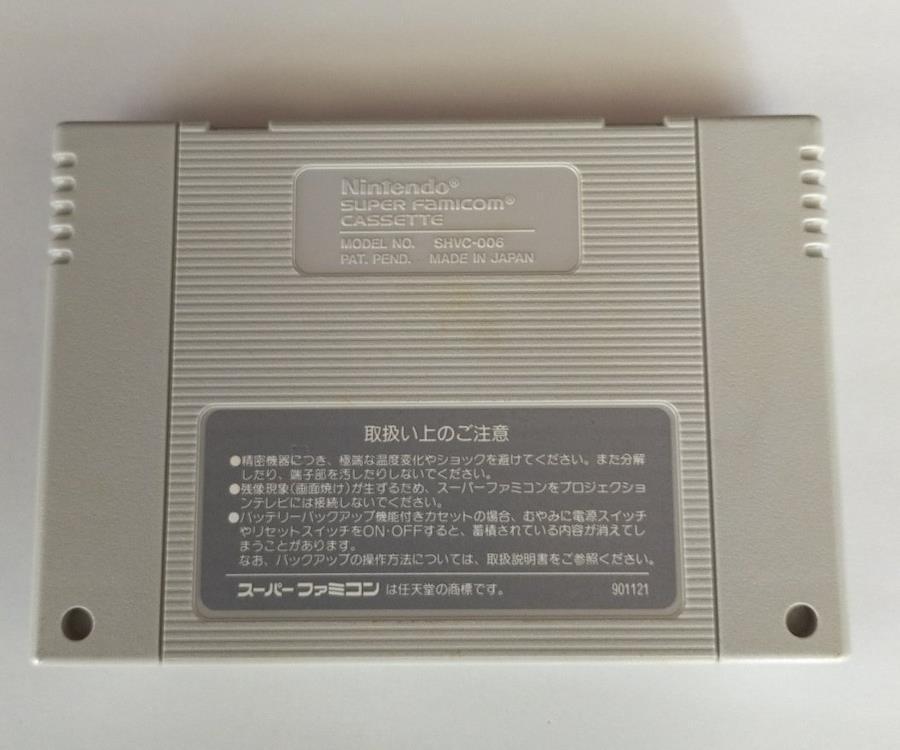 Nintendo®
SUPER FAMICOM®
CASSETTE
MODEL NO. SHVC-006
PAT. PEND. MADE IN JAPAN
取扱い上のご注意
●精密機器につき、極端な温度変化やショックを避けてください。また分解
したり、端子部を汚したりしないでください。
●残像現象(画面焼け)が生ずるため、スーパーファミコンをプロジェクショ
ンテレビには接続しないでください。
●バッテリーバックアップ機能付きカセットの場合、むやみに電源スイッチ
やリセットスイッチをON・OFFすると、蓄積されている内容が消えてし
まうことがあります。
なお、バックアップの操作方法については、取扱説明書をご参照ください。
スーパーファミコン は任天堂の商標です。 901121